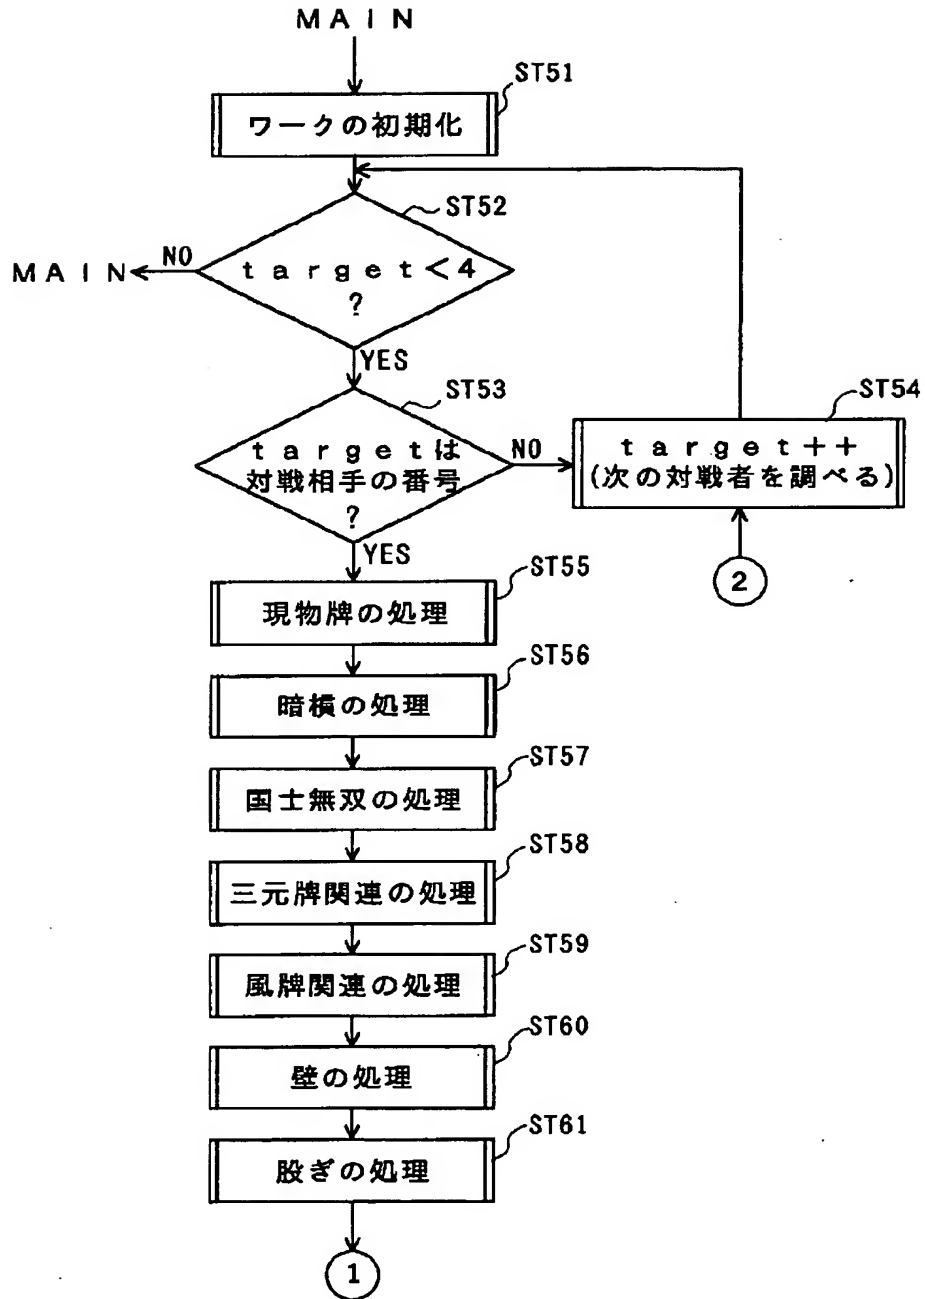 MAIN
ST51
ワークの初期化
ST52
target<4
?
NO
MAIN
YES
ST53
targetは
対戦相手の番号
?
NO
ST54
target++
(次の対戦者を調べる)
2
YES
ST55
現物牌の処理
ST56
暗槓の処理
ST57
国士無双の処理
ST58
三元牌関連の処理
ST59
風牌関連の処理
ST60
壁の処理
ST61
股ぎの処理
1